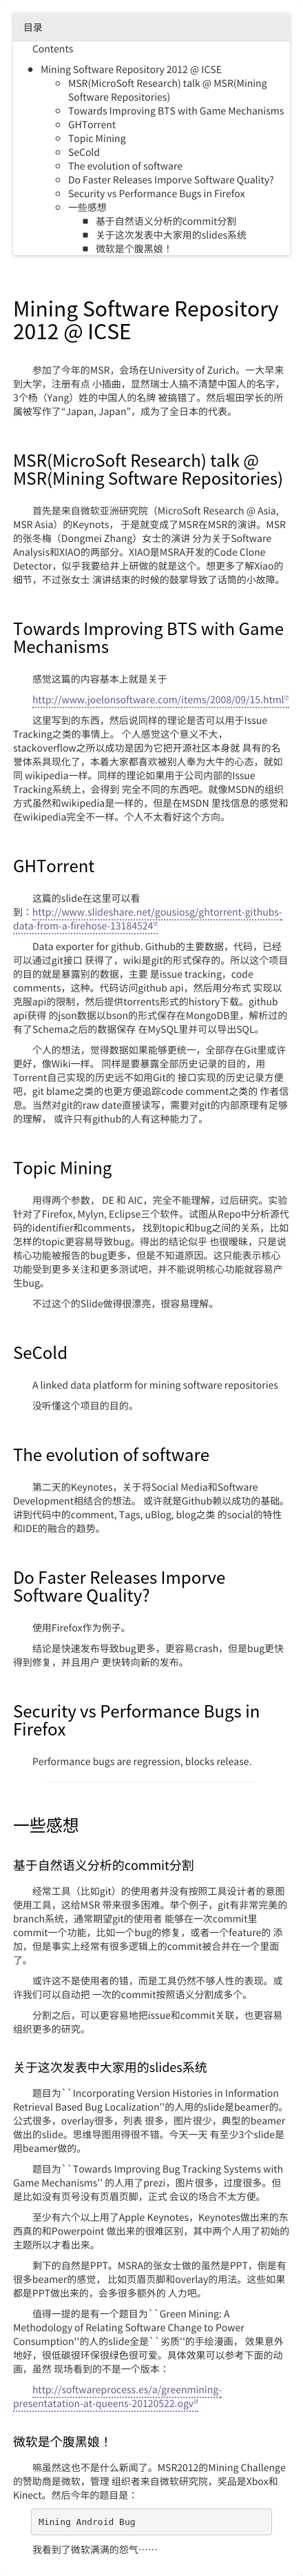 目录
Contents
Mining Software Repository 2012 @ ICSE
MSR(MicroSoft Research) talk @ MSR(Mining
Software Repositories)
Towards Improving BTS with Game Mechanisms
GHTorrent
Topic Mining
SeCold
The evolution of software
Do Faster Releases Imporve Software Quality?
Security vs Performance Bugs in Firefox
一些感想
基于自然语义分析的commit分割
关于这次发表中大家用的slides系统
微软是个腹黑娘！
Mining Software Repository
2012 @ ICSE
参加了今年的MSR，会场在University of Zurich。一大早来
到大学，注册有点 小插曲，显然瑞士人搞不清楚中国人的名字，
3个杨（Yang）姓的中国人的名牌 被搞错了。然后堀田学长的所
属被写作了“Japan, Japan”，成为了全日本的代表。
MSR(MicroSoft Research) talk @
MSR(Mining Software Repositories)
首先是来自微软亚洲研究院（MicroSoft Research @ Asia,
MSR Asia）的Keynots， 于是就变成了MSR在MSR的演讲。MSR
的张冬梅（Dongmei Zhang）女士的演讲 分为关于Software
Analysis和XIAO的两部分。XIAO是MSRA开发的Code Clone
Detector，似乎我要给井上研做的就是这个。想更多了解Xiao的
细节，不过张女士 演讲结束的时候的鼓掌导致了话筒的小故障。
Towards Improving BTS with Game
Mechanisms
感觉这篇的内容基本上就是关于
http://www.joelonsoftware.com/items/2008/09/15.html
这里写到的东西，然后说同样的理论是否可以用于Issue
Tracking之类的事情上。 个人感觉这个意义不大，
stackoverflow之所以成功是因为它把开源社区本身就 具有的名
誉体系具现化了，本着大家都喜欢被别人奉为大牛的心态，就如
同 wikipedia一样。同样的理论如果用于公司内部的Issue
Tracking系统上，会得到 完全不同的东西吧。就像MSDN的组织
方式虽然和wikipedia是一样的，但是在MSDN 里找信息的感觉和
在wikipedia完全不一样。个人不太看好这个方向。
GHTorrent
这篇的slide在这里可以看
到：http://www.slideshare.net/gousiosg/ghtorrent-githubs-
data-from-a-firehose-13184524
Data exporter for github. Github的主要数据，代码，已经
可以通过git接口 获得了，wiki是git的形式保存的。所以这个项目
的目的就是暴露别的数据，主要 是issue tracking，code
comments，这种。代码访问github api，然后用分布式 实现以
克服api的限制，然后提供torrents形式的history下载。github
api获得 的json数据以bson的形式保存在MongoDB里，解析过的
有了Schema之后的数据保存 在MySQL里并可以导出SQL。
个人的想法，觉得数据如果能够更统一，全部存在Git里或许
更好，像Wiki一样。 同样是要暴露全部历史记录的目的，用
Torrent自己实现的历史远不如用Git的 接口实现的历史记录方便
吧，git blame之类的也更方便追踪code comment之类的 作者信
息。当然对git的raw date直接读写，需要对git的内部原理有足够
的理解， 或许只有github的人有这种能力了。
Topic Mining
用得两个参数， DE 和 AIC，完全不能理解，过后研究。实验
针对了Firefox, Mylyn, Eclipse三个软件。试图从Repo中分析源代
码的identifier和comments， 找到topic和bug之间的关系，比如
怎样的topic更容易导致bug。得出的结论似乎 也很暧昧，只是说
核心功能被报告的bug更多，但是不知道原因。这只能表示核心
功能受到更多关注和更多测试吧，并不能说明核心功能就容易产
生bug。
不过这个的Slide做得很漂亮，很容易理解。
SeCold
A linked data platform for mining software repositories
没听懂这个项目的目的。
The evolution of software
第二天的Keynotes，关于将Social Media和Software
Development相结合的想法。 或许就是Github赖以成功的基础。
讲到代码中的comment, Tags, uBlog, blog之类 的social的特性
和IDE的融合的趋势。
Do Faster Releases Imporve
Software Quality?
使用Firefox作为例子。
结论是快速发布导致bug更多，更容易crash，但是bug更快
得到修复，并且用户 更快转向新的发布。
Security vs Performance Bugs in
Firefox
Performance bugs are regression, blocks release.
一些感想
基于自然语义分析的commit分割
经常工具（比如git）的使用者并没有按照工具设计者的意图
使用工具，这给MSR 带来很多困难。举个例子，git有非常完美的
branch系统，通常期望git的使用者 能够在一次commit里
commit一个功能，比如一个bug的修复，或者一个feature的 添
加，但是事实上经常有很多逻辑上的commit被合并在一个里面
了。
或许这不是使用者的错，而是工具仍然不够人性的表现。或
许我们可以自动把 一次的commit按照语义分割成多个。
分割之后，可以更容易地把issue和commit关联，也更容易
组织更多的研究。
关于这次发表中大家用的slides系统
题目为``Incorporating Version Histories in Information
Retrieval Based Bug Localization''的人用的slide是beamer的。
公式很多，overlay很多，列表 很多，图片很少，典型的beamer
做出的slide。思维导图用得很不错。今天一天 有至少3个slide是
用beamer做的。
题目为``Towards Improving Bug Tracking Systems with
Game Mechanisms'' 的人用了prezi，图片很多，过度很多。但
是比如没有页号没有页眉页脚，正式 会议的场合不太方便。
至少有六个以上用了Apple Keynotes，Keynotes做出来的东
西真的和Powerpoint 做出来的很难区别，其中两个人用了初始的
主题所以才看出来。
剩下的自然是PPT。MSRA的张女士做的虽然是PPT，倒是有
很多beamer的感觉， 比如页眉页脚和overlay的用法。这些如果
都是PPT做出来的，会多很多额外的 人力吧。
值得一提的是有一个题目为``Green Mining: A
Methodology of Relating Software Change to Power
Consumption''的人的slide全是``劣质''的手绘漫画， 效果意外
地好，很低碳很环保很绿色很可爱。具体效果可以参考下面的动
画，虽然 现场看到的不是一个版本：
http://softwareprocess.es/a/greenmining-
presentatation-at-queens-20120522.ogv
微软是个腹黑娘！
嘛虽然这也不是什么新闻了。MSR2012的Mining Challenge
的赞助商是微软，管理 组织者来自微软研究院，奖品是Xbox和
Kinect。然后今年的题目是：
Mining Android Bug
我看到了微软满满的怨气……